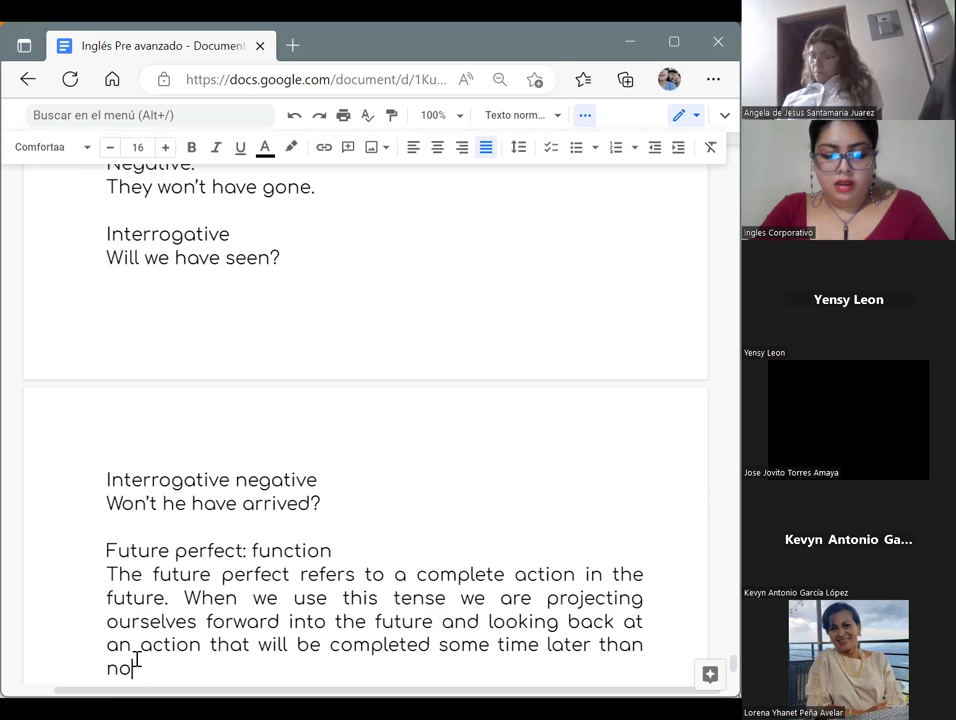 Inglés Pre avanzado - Document
https://docs.google.com/document/d/1Ku...
Buscar en el menú (Alt+/)
100%
Texto norm...
Comfortaa
16
Negative:
They won't have gone.
Interrogative
Will we have seen?
Interrogative negative
Won't he have arrived?
Future perfect: function
The future perfect refers to a complete action in the
future. When we use this tense we are projecting
ourselves forward into the future and looking back at
an action that will be completed some time later than
no
Angela de Jesus Santamaria Juarez
Ingles Corporativo
Yensy Leon
Yensy Leon
Jose Jovito Torres Amaya
Kevyn Antonio Ga...
Kevyn Antonio García López
Lorena Yhanet Peña Avelar